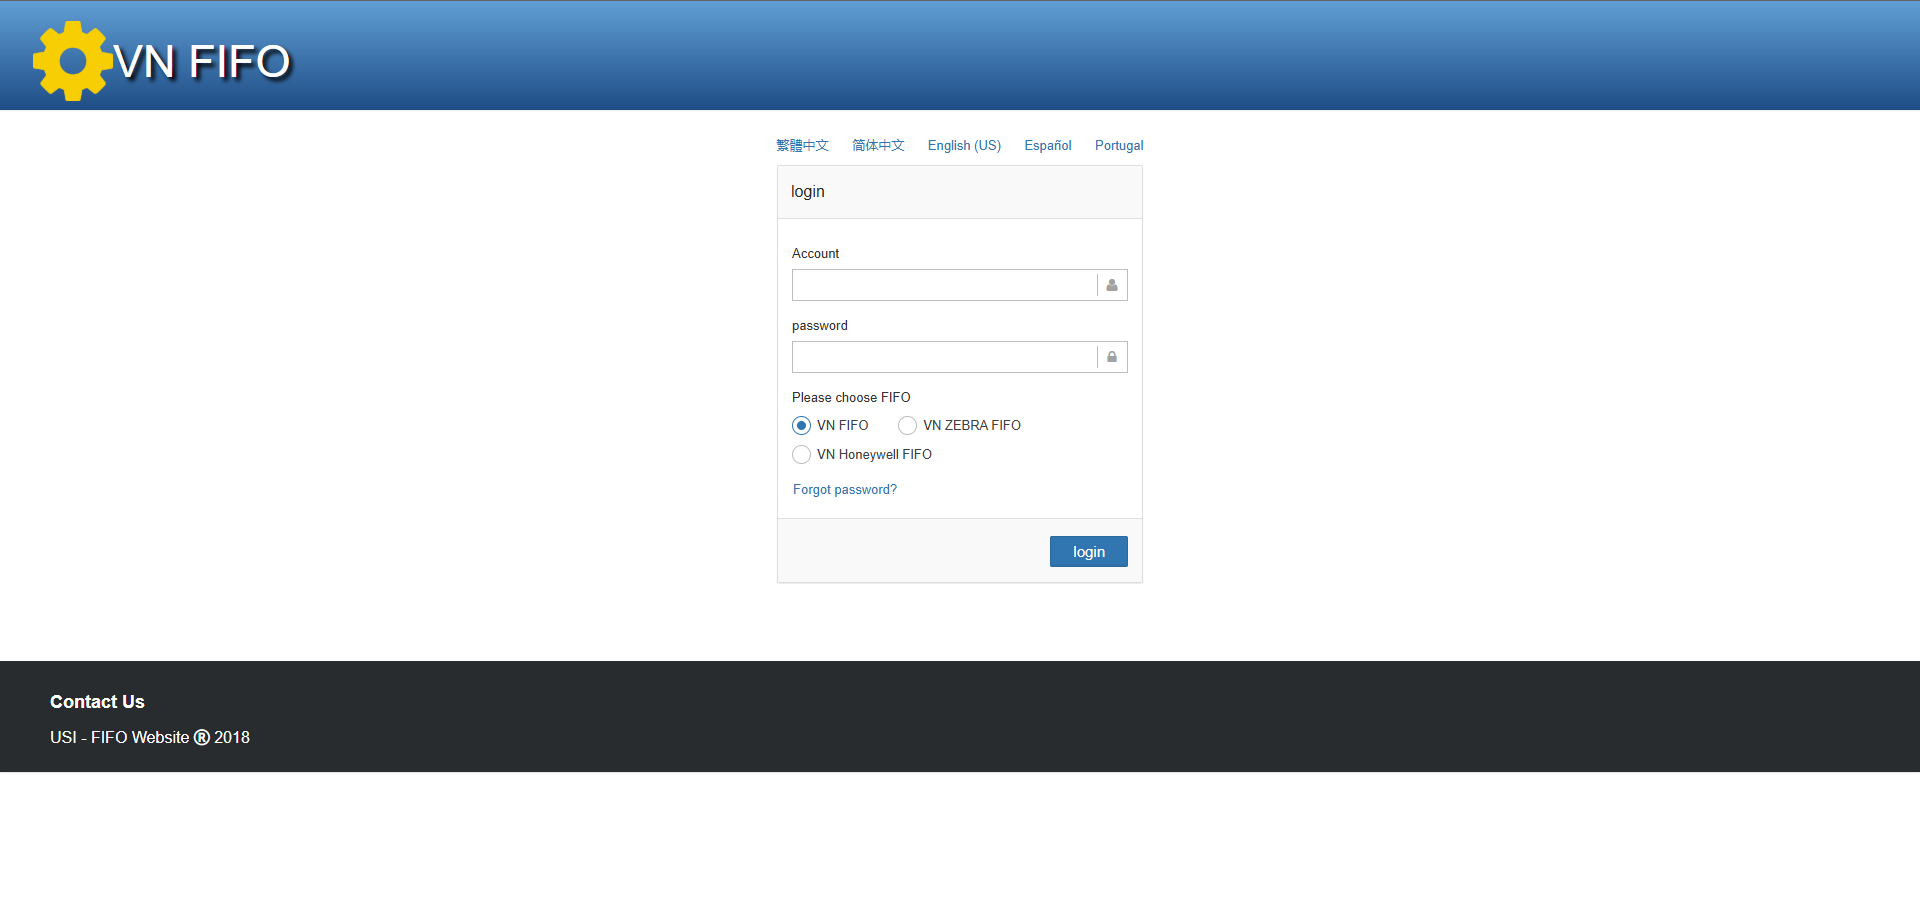 VN FIFO
繁體中文 简体中文 English (US) Español Portugal
login
Account
password
Please choose FIFO
VN FIFO VN ZEBRA FIFO
VN Honeywell FIFO
Forgot password?
login
Contact Us
USI - FIFO Website ® 2018